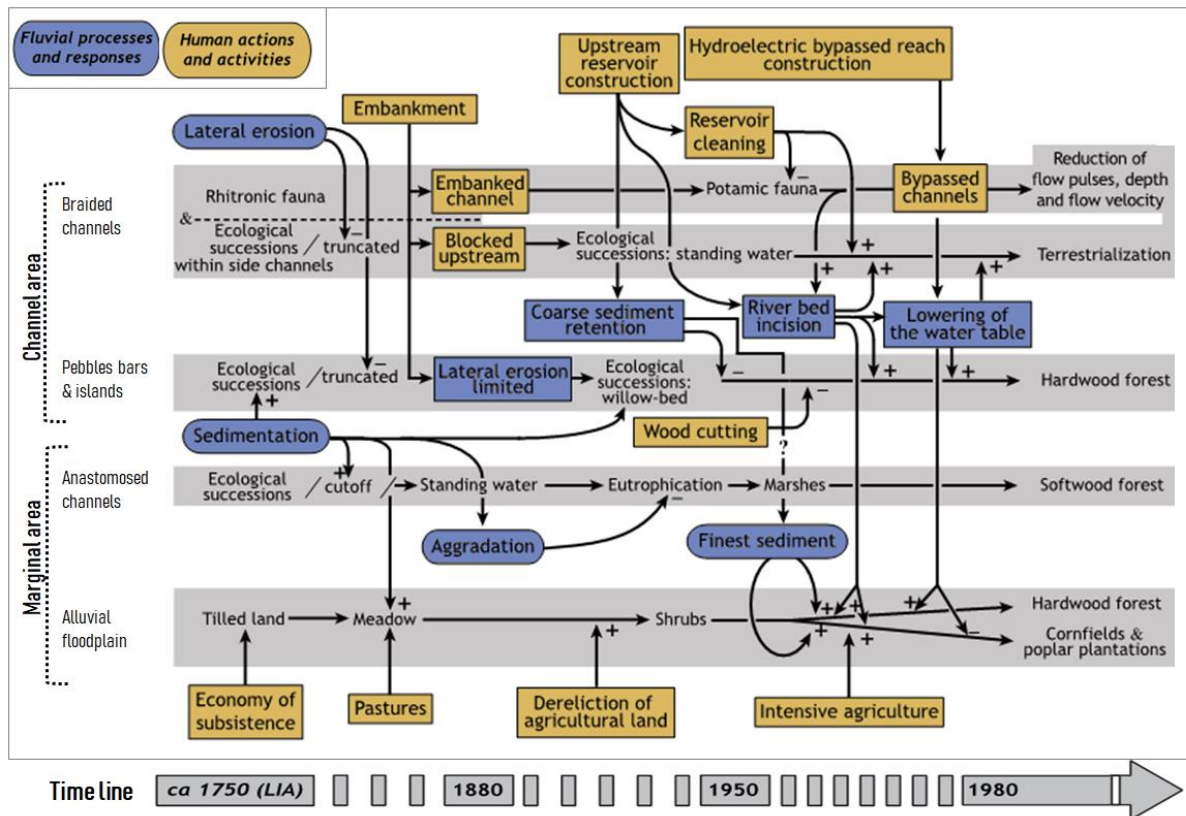 Fluvial processes
and responses
Human actions
and activities
Upstream
reservoir
construction
Hydroelectric bypassed reach
construction
Embankment
Lateral erosion
Reservoir
cleaning
Channel area
Braided
channels
Rhitronic fauna
&
Ecological
successions / truncated
within side channels
−
Embanked
channel
Potamic fauna
−
Bypassed
channels
Reduction of
flow pulses, depth
and flow velocity
Blocked
upstream
Ecological
successions: standing water
+
+
+
+
Terrestrialization
Coarse sediment
retention
River bed
incision
Lowering of
the water table
Pebbles bars
& islands
Ecological
successions / truncated
−
+
Lateral erosion
limited
Ecological
successions:
willow-bed
−
−
+
+
Hardwood forest
Sedimentation
Wood cutting
?
Marginal area
Anastomosed
channels
Ecological
successions / cutoff /
+
Standing water
Eutrophication
−
Marshes
Softwood forest
Aggradation
Finest sediment
Alluvial
floodplain
Tilled land
Meadow
+
Shrubs
+
+
+
+
+
+
+
−
Hardwood forest
Cornfields &
poplar plantations
Economy of
subsistence
Pastures
Dereliction of
agricultural land
Intensive agriculture
Time line
ca 1750 (LIA)
1880
1950
1980